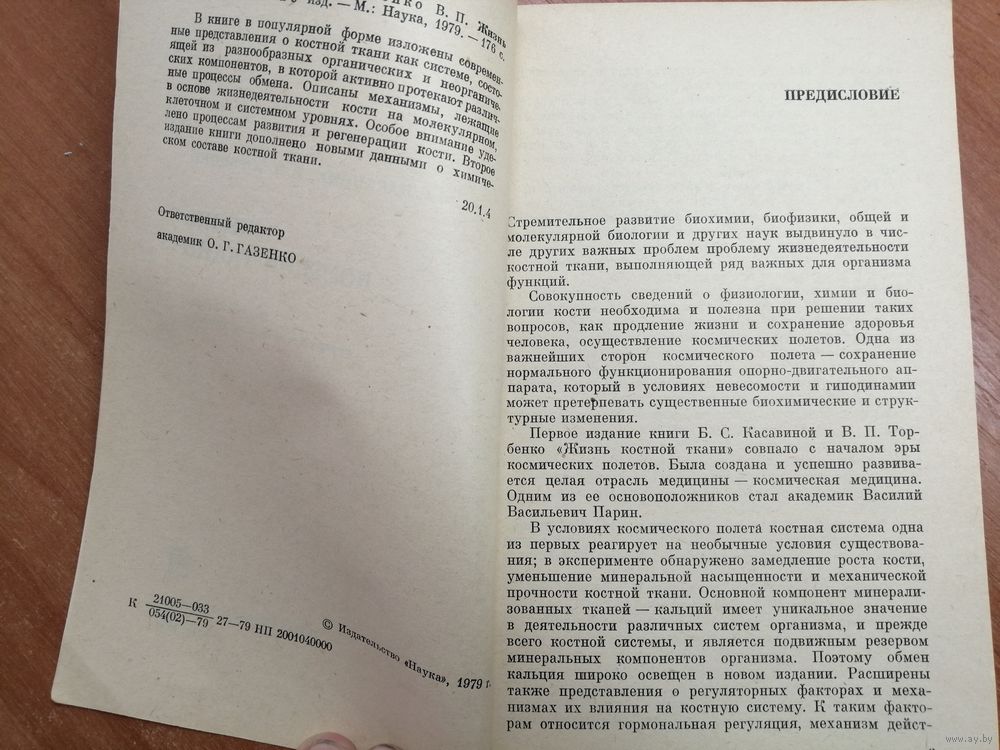 В. П. Жизнь
изд. — М.: Наука, 1979. — 176 с.
В книге в популярной форме изложены современ-
ные представления о костной ткани как системе, состо-
ящей из разнообразных органических и неорганиче-
ских компонентов, в которой активно протекают различ-
ные процессы обмена. Описаны механизмы, лежащие
в основе жизнедеятельности кости на молекулярном,
клеточном и системном уровнях. Особое внимание уде-
лено процессам развития и регенерации кости. Второе
издание книги дополнено новыми данными о химиче-
ском составе костной ткани.
20.1.4
Ответственный редактор
академик О. Г. ГАЗЕНКО
К 21005—033
054(02)—79 27—79 НП 2001040000
© Издательство «Наука», 1979 г.
ПРЕДИСЛОВИЕ
Стремительное развитие биохимии, биофизики, общей и
молекулярной биологии и других наук выдвинуло в чис-
ле других важных проблем проблему жизнедеятельности
костной ткани, выполняющей ряд важных для организма
функций.
Совокупность сведений о физиологии, химии и био-
логии кости необходима и полезна при решении таких
вопросов, как продление жизни и сохранение здоровья
человека, осуществление космических полетов. Одна из
важнейших сторон космического полета — сохранение
нормального функционирования опорно-двигательного ап-
парата, который в условиях невесомости и гиподинамии
может претерпевать существенные биохимические и струк-
турные изменения.
Первое издание книги Б. С. Касавиной и В. П. Тор-
бенко «Жизнь костной ткани» совпало с началом эры
космических полетов. Была создана и успешно развива-
ется целая отрасль медицины — космическая медицина.
Одним из ее основоположников стал академик Василий
Васильевич Парин.
В условиях космического полета костная система одна
из первых реагирует на необычные условия существова-
ния; в эксперименте обнаружено замедление роста кости,
уменьшение минеральной насыщенности и механической
прочности костной ткани. Основной компонент минерали-
зованных тканей — кальций имеет уникальное значение
в деятельности различных систем организма, и прежде
всего костной системы, и является подвижным резервом
минеральных компонентов организма. Поэтому обмен
кальция широко освещен в новом издании. Расширены
также представления о регуляторных факторах и меха-
низмах их влияния на костную систему. К таким факто-
рам относится гормональная регуляция, механизм дейст-
www.ay.by